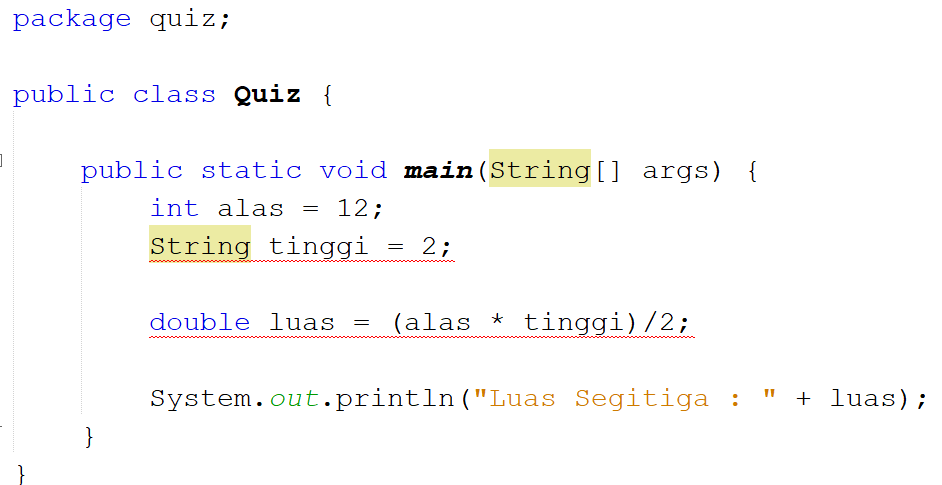 package quiz;
public class Quiz {
public static void main(String[] args) {
int alas = 12;
String tinggi = 2;
double luas = (alas * tinggi)/2;
System.out.println("Luas Segitiga : " + luas);
}
}